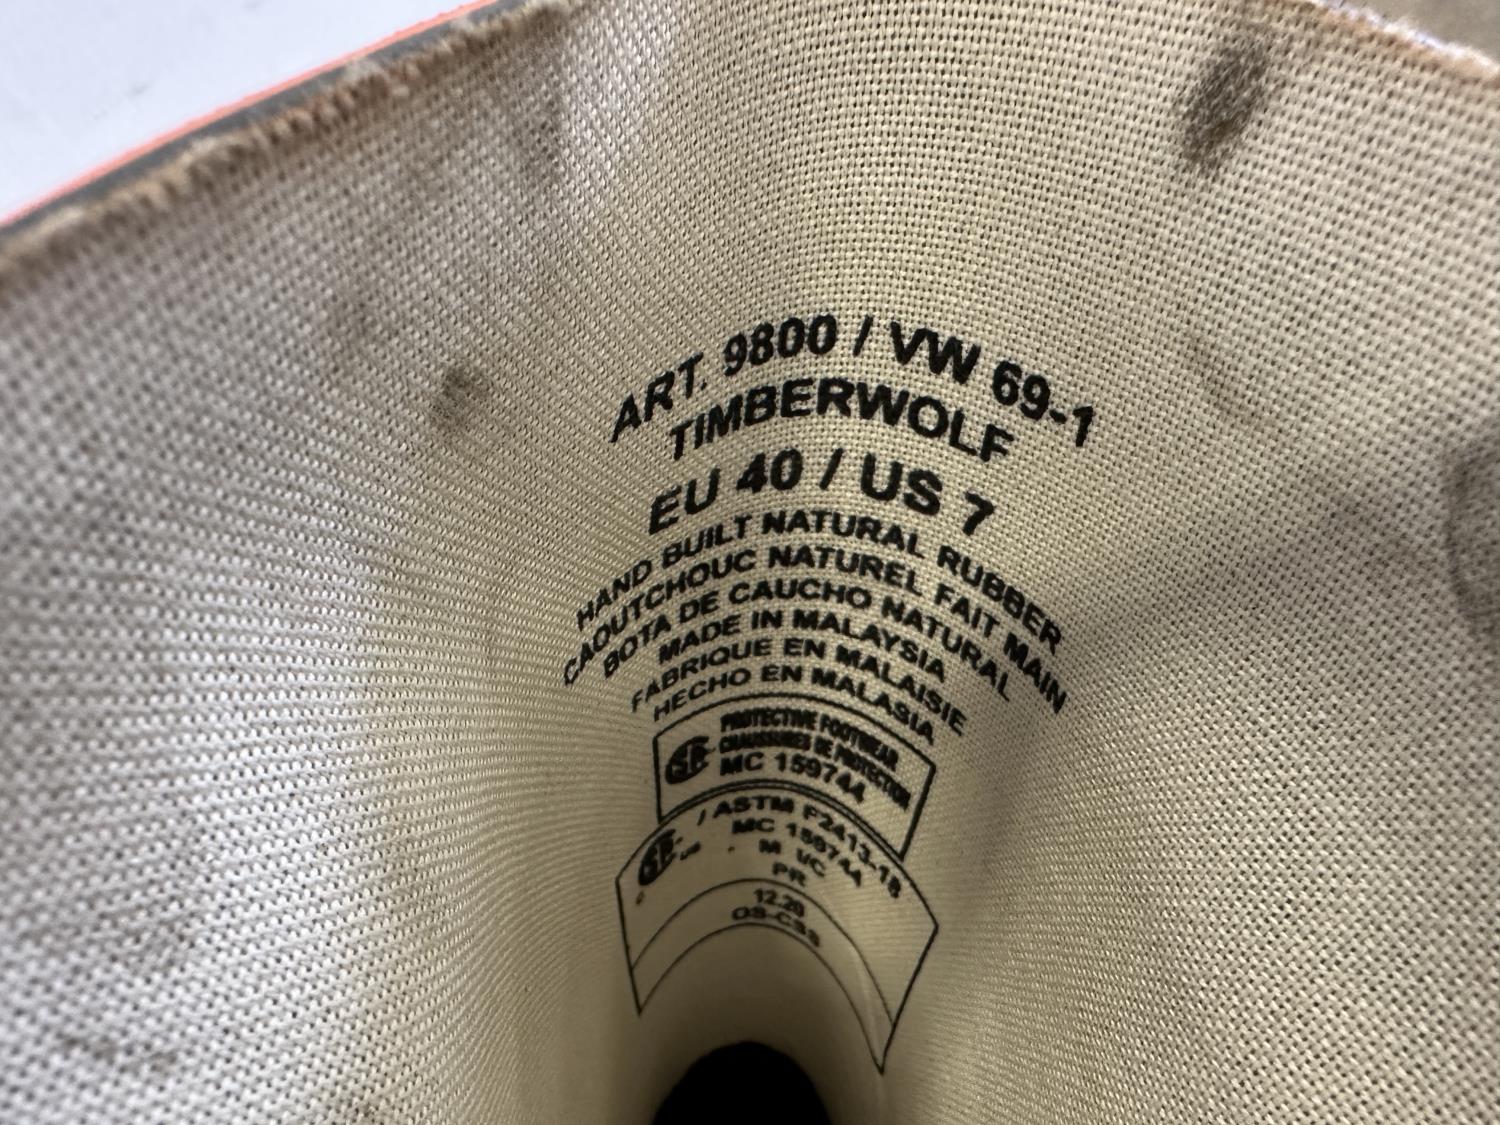 ART. 9800 / VW 69-1
TIMBERWOLF
EU 40 / US 7
HAND BUILT NATURAL RUBBER
CAOUTCHOUC NATUREL FAIT MAIN
BOTA DE CAUCHO NATURAL
MADE IN MALAYSIA
FABRIQUE EN MALAISIE
HECHO EN MALASIA
PROTECTIVE FOOTWEAR
CHAUSSURES DE PROTECTION
MC 159744
/ ASTM F2413-18
MC 159744
M I/C
PR
12.20